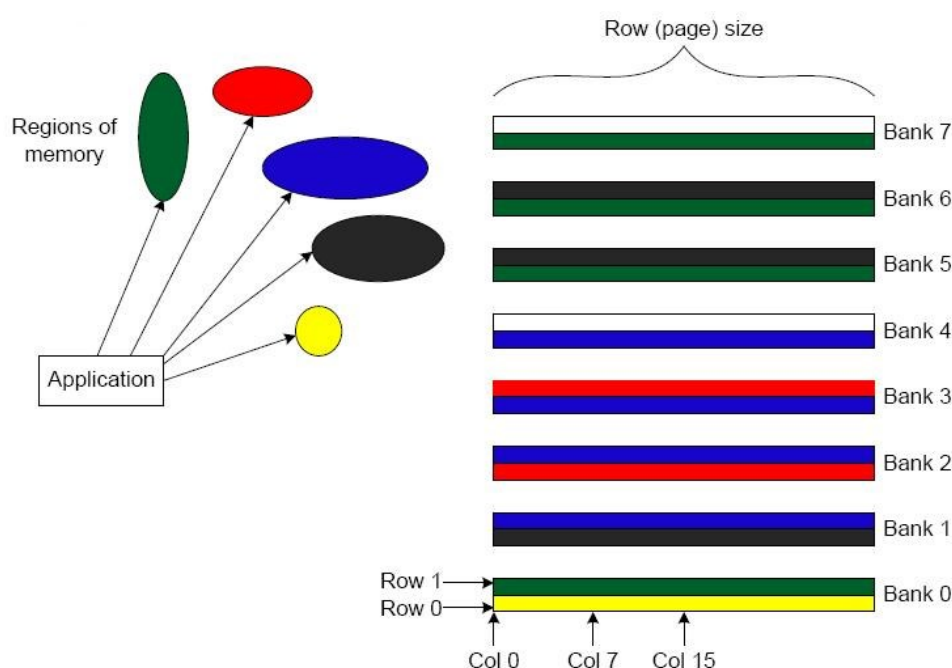 Row (page) size
Regions of
memory
Bank 7
Bank 6
Bank 5
Bank 4
Application
Bank 3
Bank 2
Bank 1
Row 1
Row 0
Bank 0
Col 0
Col 7
Col 15